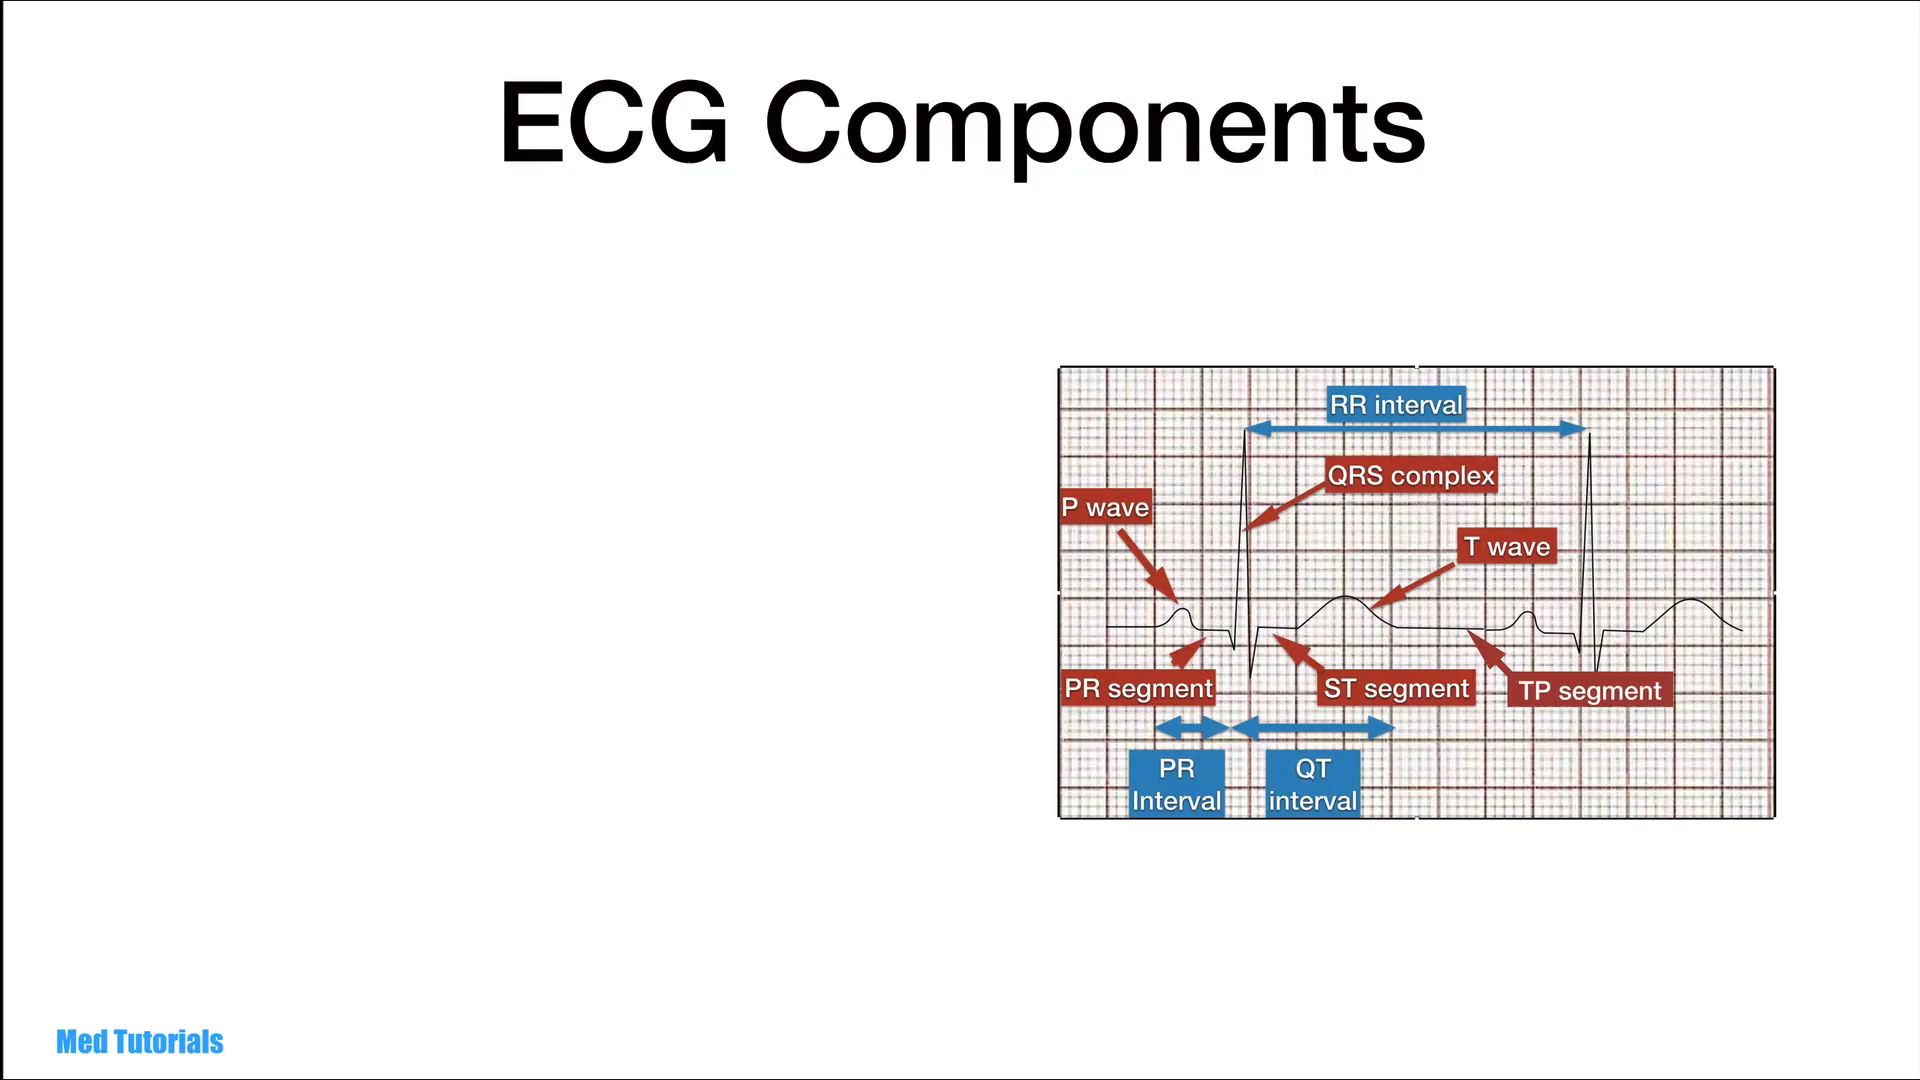 ECG Components
RR interval
QRS complex
P wave
T wave
PR segment
ST segment
TP segment
PR
Interval
QT
interval
Med Tutorials